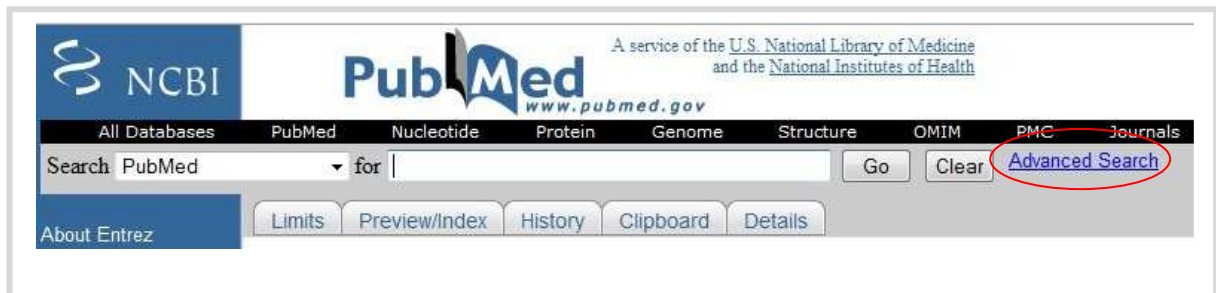 NCBI
PubMed
www.pubmed.gov
A service of the U.S. National Library of Medicine
and the National Institutes of Health
All Databases PubMed Nucleotide Protein Genome Structure OMIM PMC Journals
Search PubMed for Go Clear Advanced Search
Limits Preview/Index History Clipboard Details
About Entrez